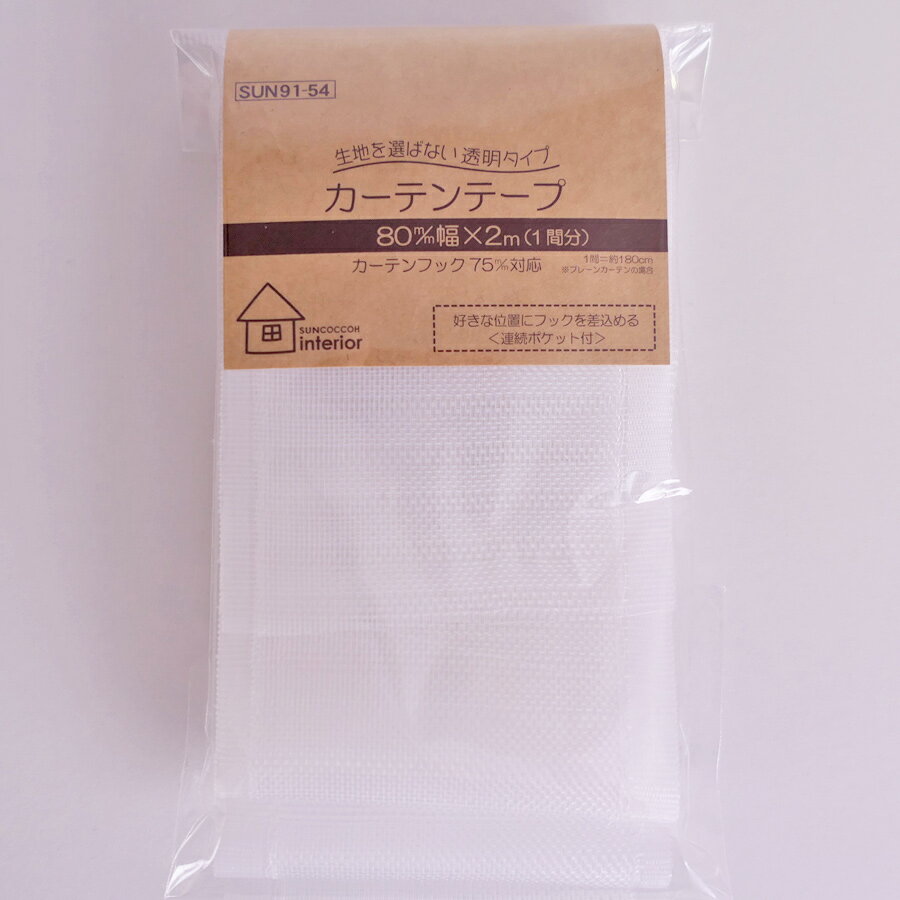 SUN91-54
生地を選ばない透明タイプ
カーテンテープ
80m/m幅×2m(1間分)
カーテンフック75m/m対応
1間=約180cm
※プレーンカーテンの場合
SUNCOCCOH
interior
好きな位置にフックを差込める
<連続ポケット付>